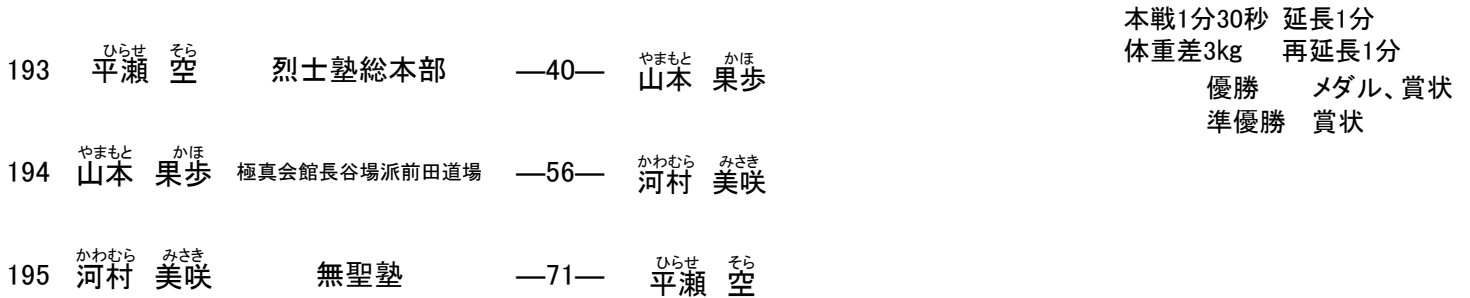 本戦1分30秒 延長1分
体重差3kg 再延長1分
優勝 メダル、賞状
準優勝 賞状
ひらせ そら やまもと かほ
193 平瀬 空 烈士塾総本部 ―40― 山本 果歩
やまもと かほ かわむら みさき
194 山本 果歩 極真会館長谷場派前田道場 ―56― 河村 美咲
かわむら みさき ひらせ そら
195 河村 美咲 無聖塾 ―71― 平瀬 空